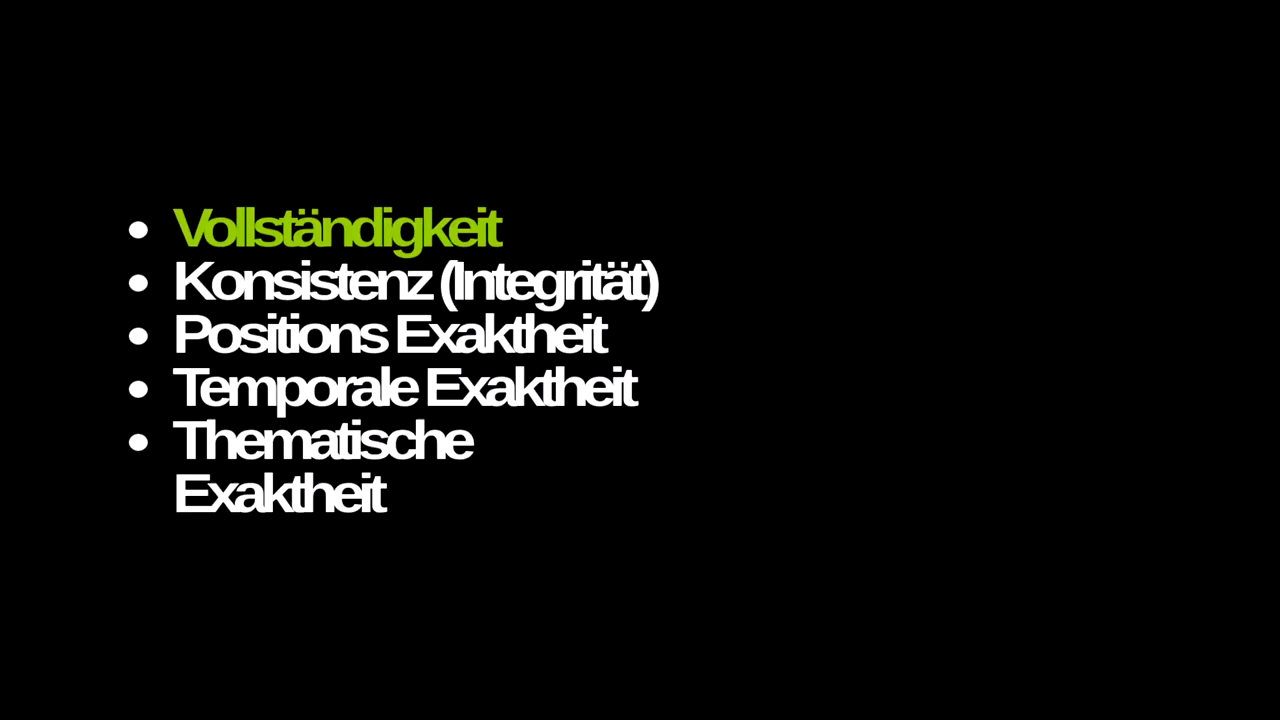 • Vollständigkeit
• Konsistenz (Integrität)
• Positions Exaktheit
• Temporale Exaktheit
• Thematische
Exaktheit